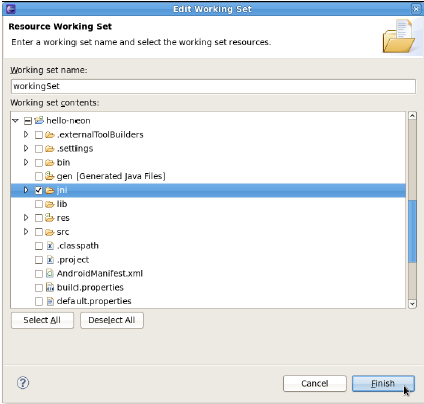 Edit Working Set
Resource Working Set
Enter a working set name and select the working set resources.
Working set name:
workingSet
Working set contents:
hello-neon
.externalToolBuilders
.settings
bin
gen [Generated Java Files]
jni
lib
res
src
.classpath
.project
AndroidManifest.xml
build.properties
default.properties
Select All
Deselect All
?
Cancel
Finish